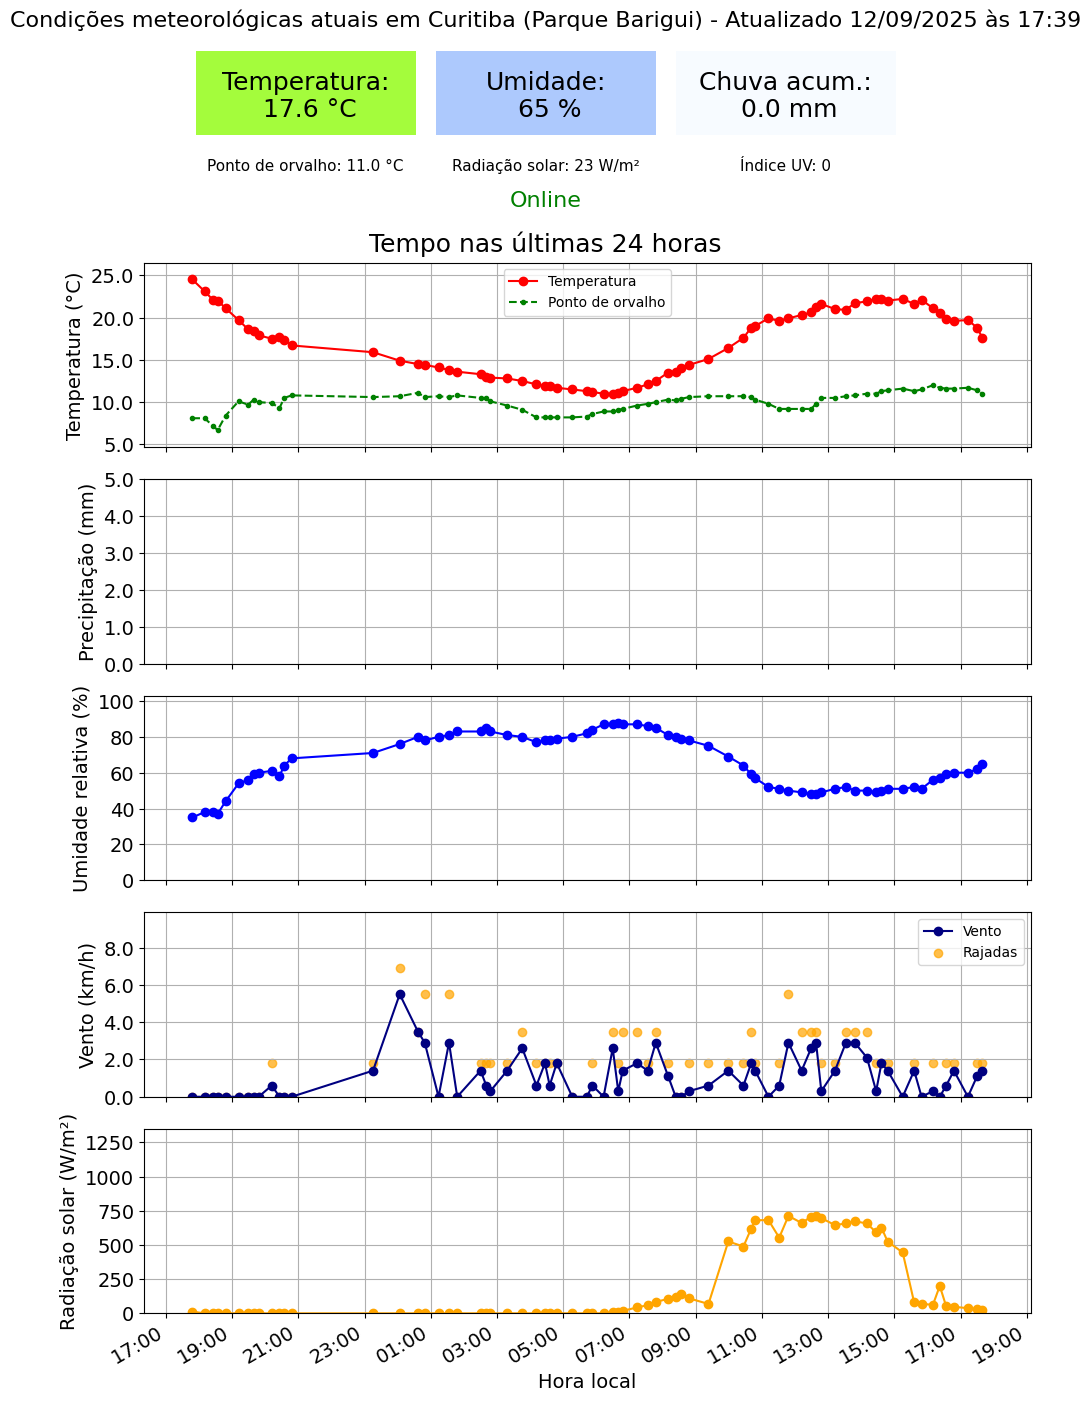 Condições meteorológicas atuais em Curitiba (Parque Barigui) - Atualizado 12/09/2025 às 17:39
Temperatura:
17.6 °C
Umidade:
65 %
Chuva acum.:
0.0 mm
Ponto de orvalho: 11.0 °C
Radiação solar: 23 W/m²
Índice UV: 0
Online
Tempo nas últimas 24 horas
Temperatura (°C)
25.0
20.0
15.0
10.0
5.0
Temperatura
Ponto de orvalho
Precipitação (mm)
5.0
4.0
3.0
2.0
1.0
0.0
Umidade relativa (%)
100
80
60
40
20
0
Vento (km/h)
8.0
6.0
4.0
2.0
0.0
Vento
Rajadas
Radiação solar (W/m²)
1250
1000
750
500
250
0
17:00
19:00
21:00
23:00
01:00
03:00
05:00
07:00
09:00
11:00
13:00
15:00
17:00
19:00
Hora local